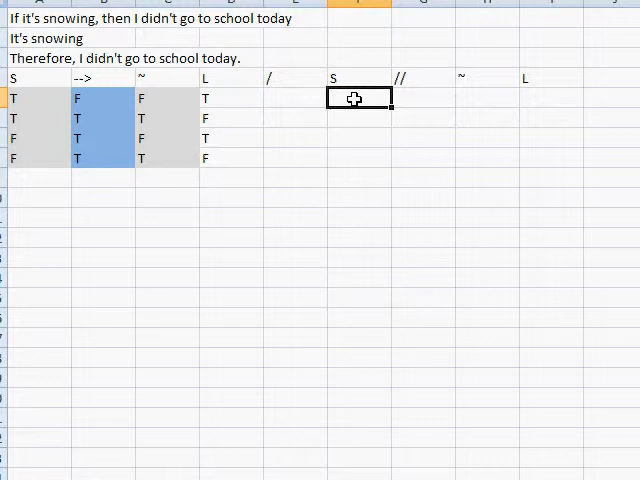 If it's snowing, then I didn't go to school today
It's snowing
Therefore, I didn't go to school today.
S --> ~ L / S // ~ L
T F F T
T T T F
F T F T
F T T F